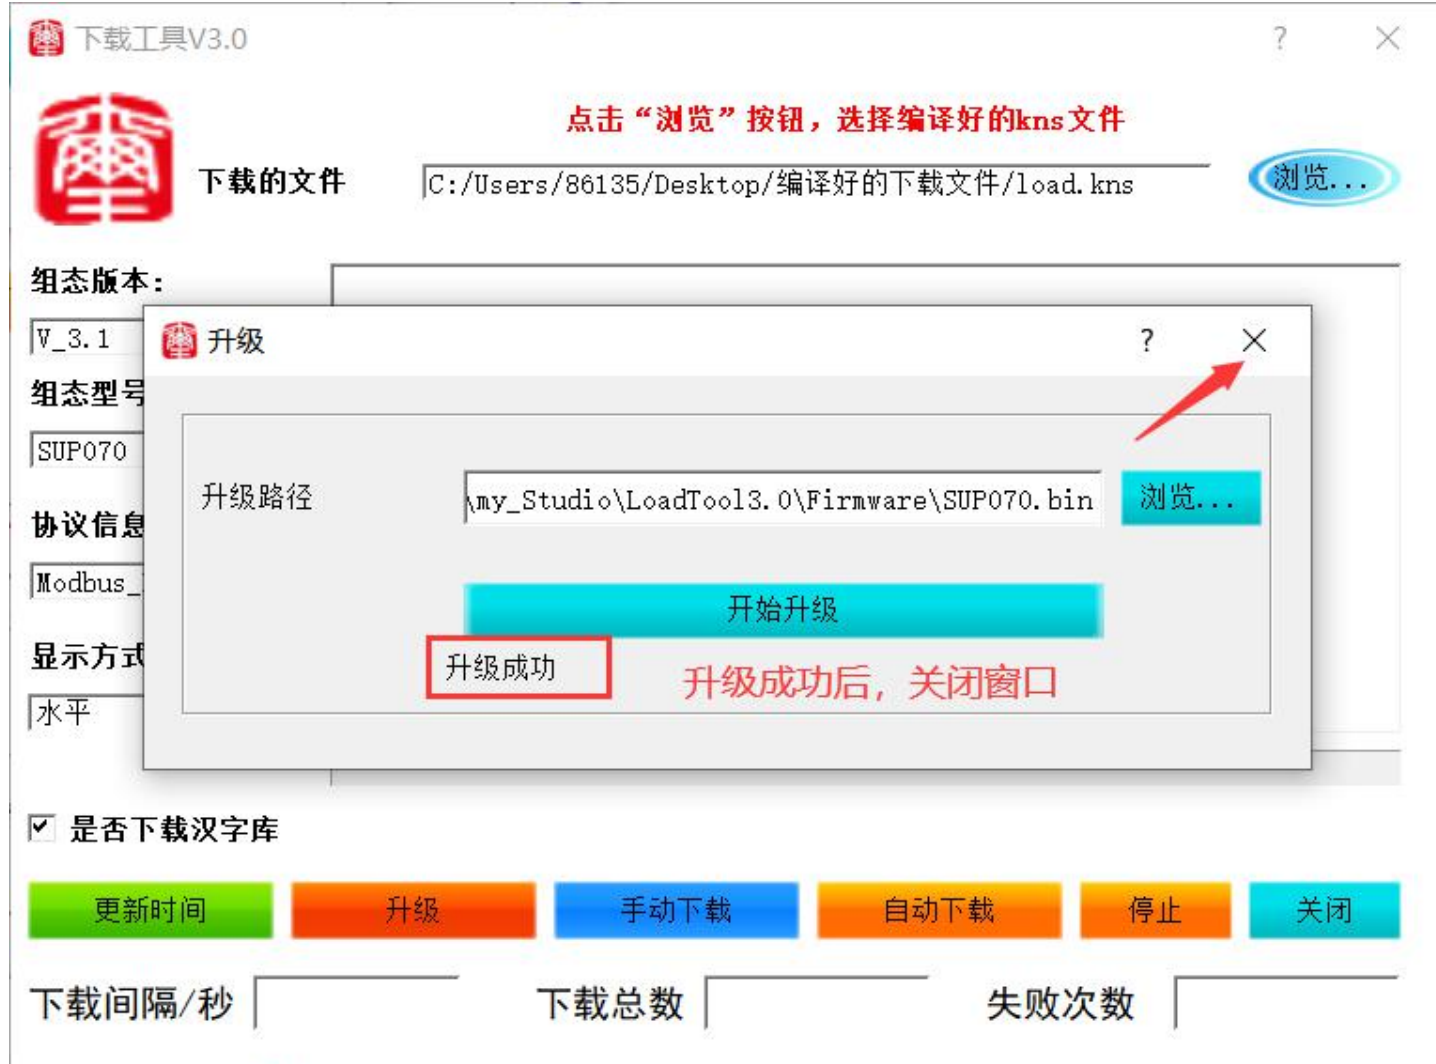 下载工具V3.0
点击“浏览”按钮，选择编译好的kns文件
下载的文件 C:/Users/86135/Desktop/编译好的下载文件/load.kns 浏览...
组态版本:
V_3.1
升级 ?
组态型号
SUP070
升级路径 \my_Studio\LoadTool3.0\Firmware\SUP070.bin 浏览...
协议信息
Modbus_
开始升级
显示方式
升级成功 升级成功后，关闭窗口
水平
是否下载汉字库
更新时间 升级 手动下载 自动下载 停止 关闭
下载间隔/秒 下载总数 失败次数